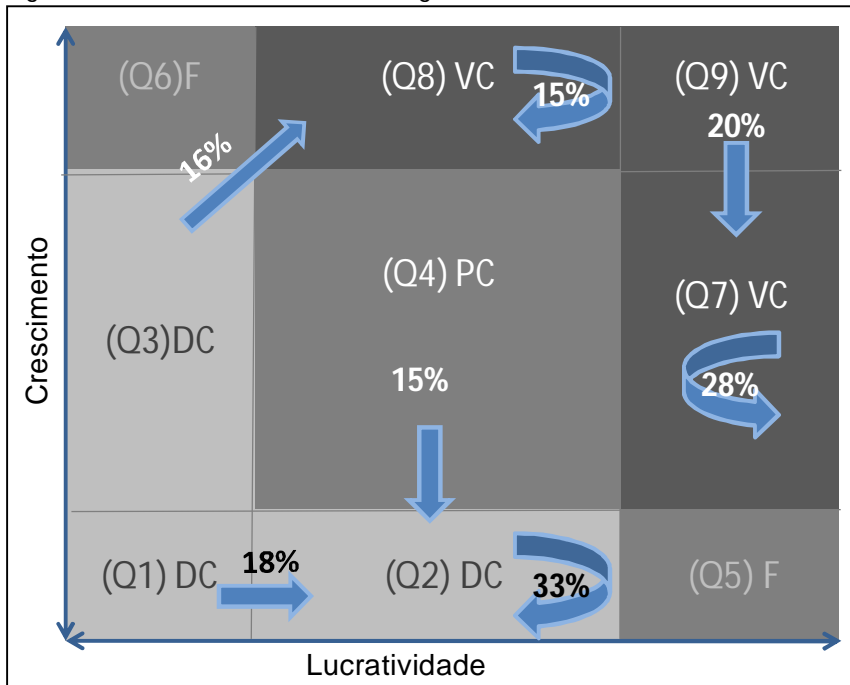 (Q6)F
(Q8) VC
15%
(Q9) VC
20%
16%
(Q4) PC
(Q7) VC
(Q3)DC
15%
28%
Crescimento
(Q1) DC
18%
(Q2) DC
33%
(Q5) F
Lucratividade